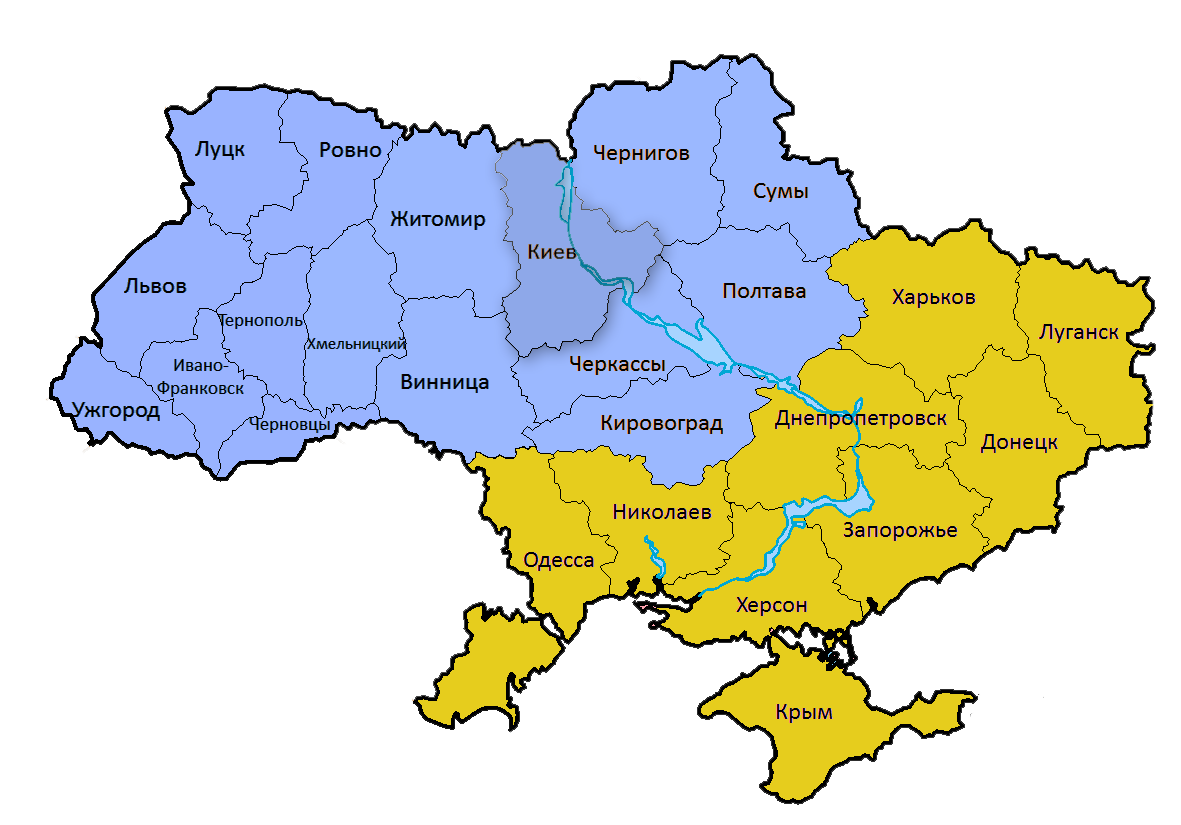 Луцк
Ровно
Чернигов
Сумы
Житомир
Киев
Львов
Полтава
Харьков
Тернополь
Луганск
Хмельницкий
Ивано-
Франковск
Черкассы
Винница
Ужгород
Черновцы
Кировоград
Днепропетровск
Донецк
Николаев
Запорожье
Одесса
Херсон
Крым